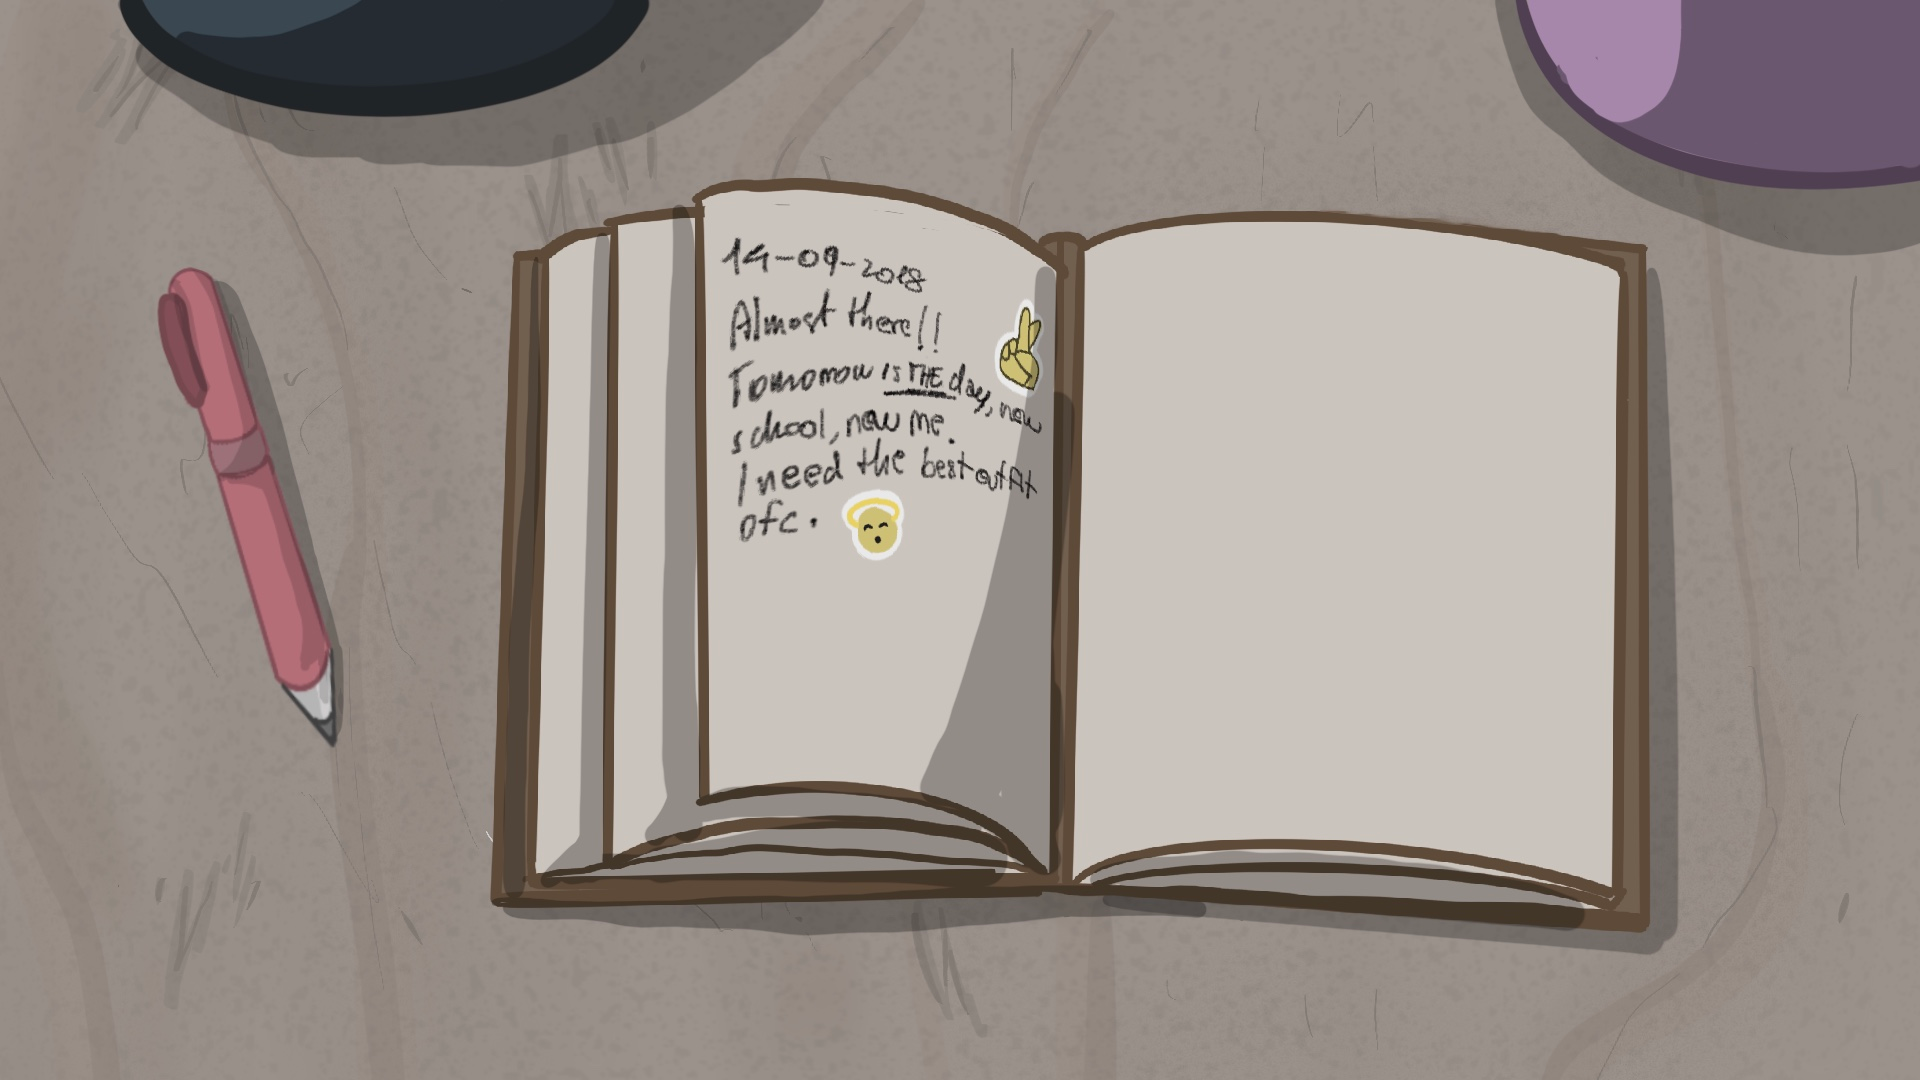 14-09-2018
Almost there!!
Tomorrow is THE day, new
school, new me.
I need the best outfit
ofc.